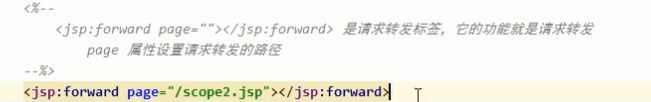 <%--
<jsp:forward page=""></jsp:forward> 是请求转发标签，它的功能就是请求转发
page 属性设置请求转发的路径
--%>
<jsp:forward page="/scope2.jsp"></jsp:forward>